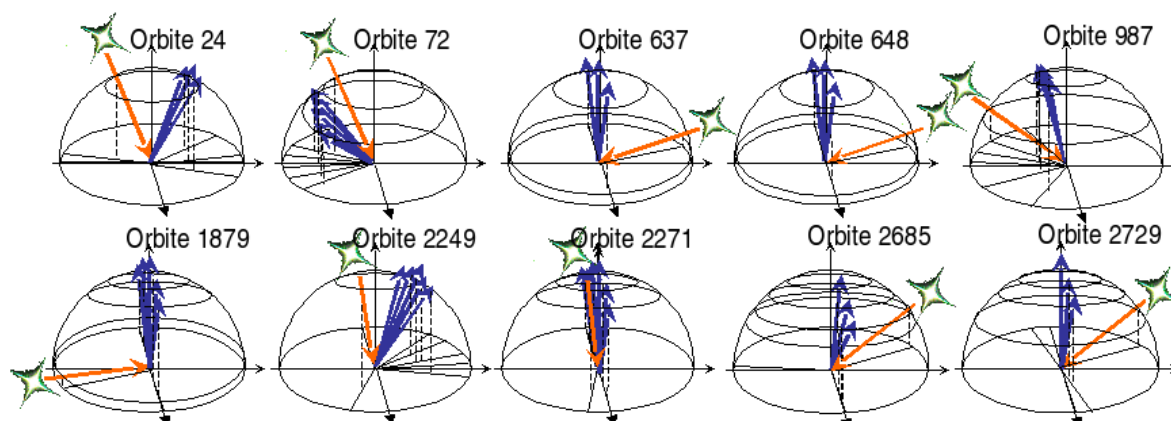 Orbite 24
Orbite 72
Orbite 637
Orbite 648
Orbite 987
Orbite 1879
Orbite 2249
Orbite 2271
Orbite 2685
Orbite 2729